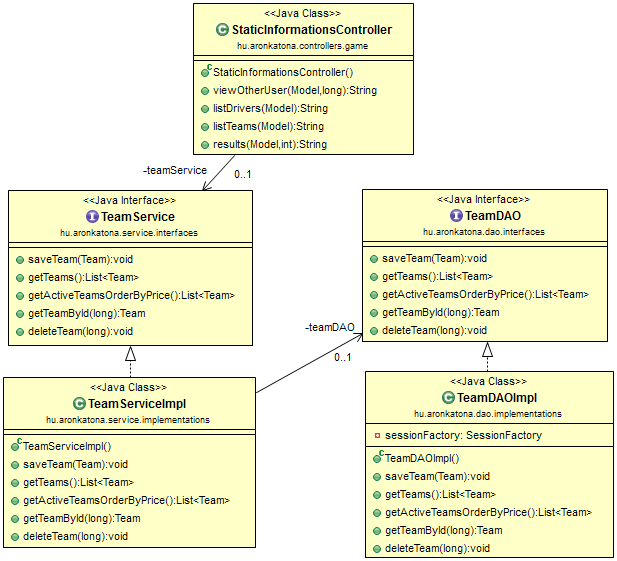 <<Java Class>>
StaticInformationsController
hu.aronkatona.controllers.game
StaticInformationsController()
viewOtherUser(Model,long):String
listDrivers(Model):String
listTeams(Model):String
results(Model,int):String
-teamService
0..1
<<Java Interface>>
TeamService
hu.aronkatona.service.interfaces
saveTeam(Team):void
getTeams():List<Team>
getActiveTeamsOrderByPrice():List<Team>
getTeamById(long):Team
deleteTeam(long):void
<<Java Interface>>
TeamDAO
hu.aronkatona.dao.interfaces
saveTeam(Team):void
getTeams():List<Team>
getActiveTeamsOrderByPrice():List<Team>
getTeamById(long):Team
deleteTeam(long):void
-teamDAO
0..1
<<Java Class>>
TeamServiceImpl
hu.aronkatona.service.implementations
TeamServiceImpl()
saveTeam(Team):void
getTeams():List<Team>
getActiveTeamsOrderByPrice():List<Team>
getTeamById(long):Team
deleteTeam(long):void
<<Java Class>>
TeamDAOImpl
hu.aronkatona.dao.implementations
sessionFactory: SessionFactory
TeamDAOImpl()
saveTeam(Team):void
getTeams():List<Team>
getActiveTeamsOrderByPrice():List<Team>
getTeamById(long):Team
deleteTeam(long):void